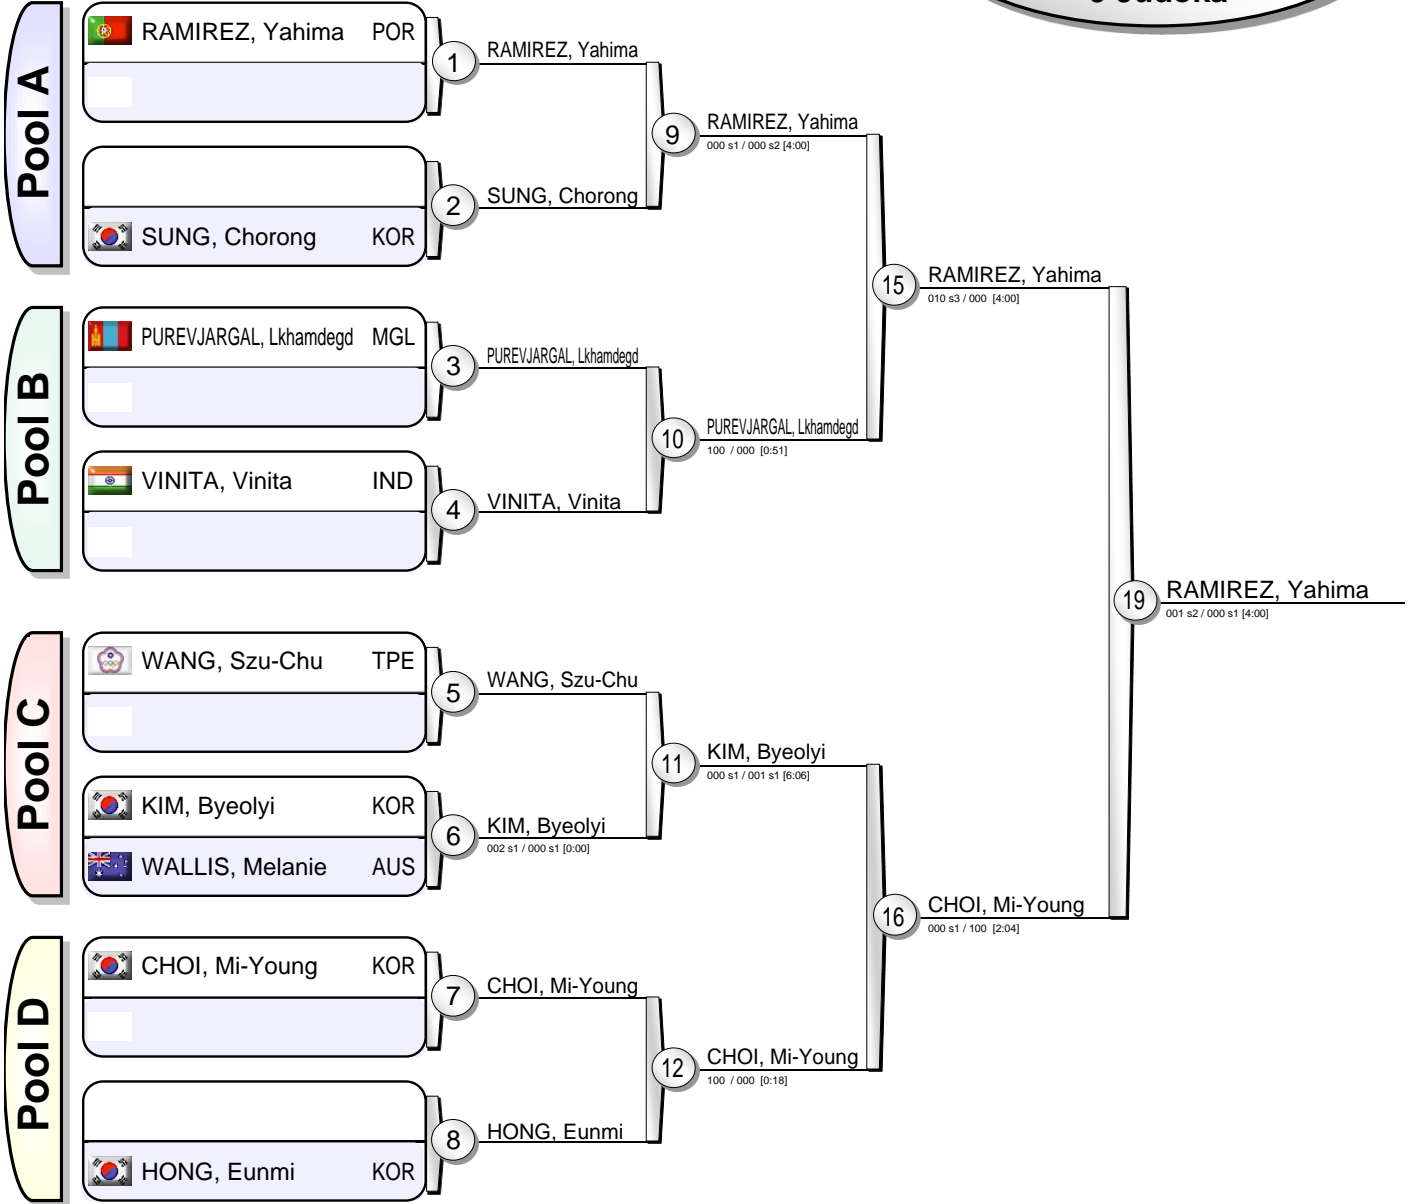 Judoka
Pool A
RAMIREZ, Yahima POR
1
RAMIREZ, Yahima
9
RAMIREZ, Yahima
000 s1 / 000 s2 [4:00]
2
SUNG, Chorong
SUNG, Chorong KOR
15
RAMIREZ, Yahima
010 s3 / 000 [4:00]
Pool B
PUREVJARGAL, Lkhamdegd MGL
3
PUREVJARGAL, Lkhamdegd
10
PUREVJARGAL, Lkhamdegd
100 / 000 [0:51]
VINITA, Vinita IND
4
VINITA, Vinita
19
RAMIREZ, Yahima
001 s2 / 000 s1 [4:00]
Pool C
WANG, Szu-Chu TPE
5
WANG, Szu-Chu
11
KIM, Byeolyi
000 s1 / 001 s1 [6:06]
KIM, Byeolyi KOR
6
KIM, Byeolyi
002 s1 / 000 s1 [0:00]
WALLIS, Melanie AUS
16
CHOI, Mi-Young
000 s1 / 100 [2:04]
Pool D
CHOI, Mi-Young KOR
7
CHOI, Mi-Young
12
CHOI, Mi-Young
100 / 000 [0:18]
8
HONG, Eunmi
HONG, Eunmi KOR